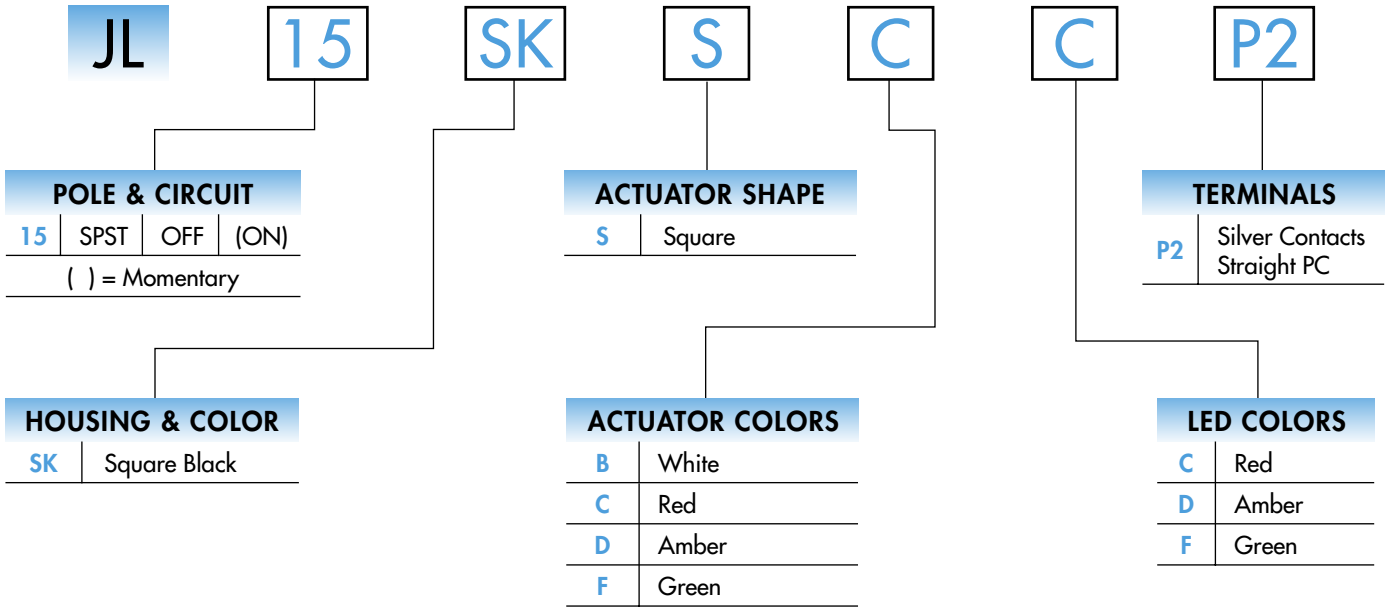 JL 15 SK S C C P2
POLE & CIRCUIT
15 SPST OFF (ON)
( ) = Momentary
ACTUATOR SHAPE
S Square
TERMINALS
P2 Silver Contacts
Straight PC
HOUSING & COLOR
SK Square Black
ACTUATOR COLORS
B White
C Red
D Amber
F Green
LED COLORS
C Red
D Amber
F Green